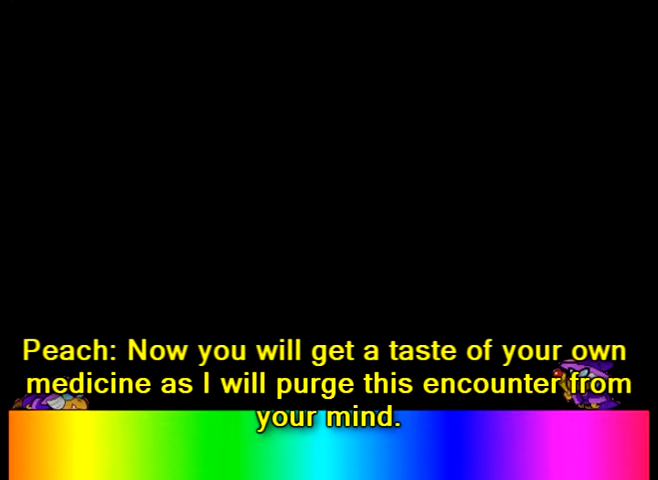 Peach: Now you will get a taste of your own
medicine as I will purge this encounter from
your mind.